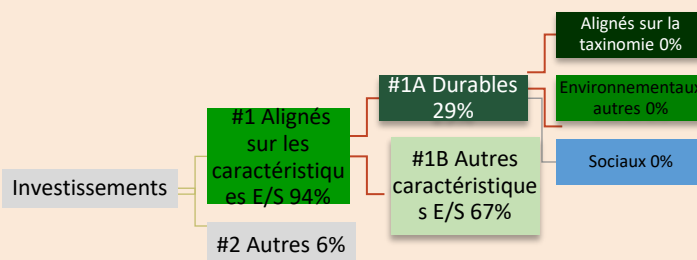 Investissements
#1 Alignés
sur les
caractéristiqu
es E/S 94%
#2 Autres 6%
#1A Durables
29%
#1B Autres
caractéristique
s E/S 67%
Alignés sur la
taxinomie 0%
Environnementaux
autres 0%
Sociaux 0%